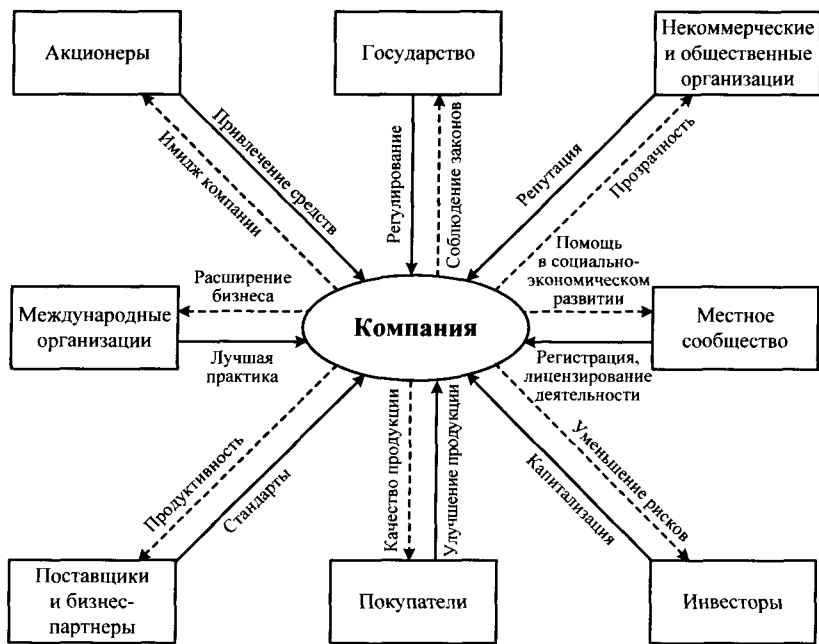 Акционеры
Государство
Некоммерческие
и общественные
организации
Привлечение средств
Имидж компании
Регулирование
Соблюдение законов
Репутация
Прозрачность
Расширение
бизнеса
Помощь
в социально-
экономическом
развитии
Международные
организации
Компания
Местное
сообщество
Лучшая
практика
Регистрация,
лицензирование
деятельности
Продуктивность
Стандарты
Качество продукции
Улучшение продукции
Капитализация
Уменьшение рисков
Поставщики
и бизнес-
партнеры
Покупатели
Инвесторы